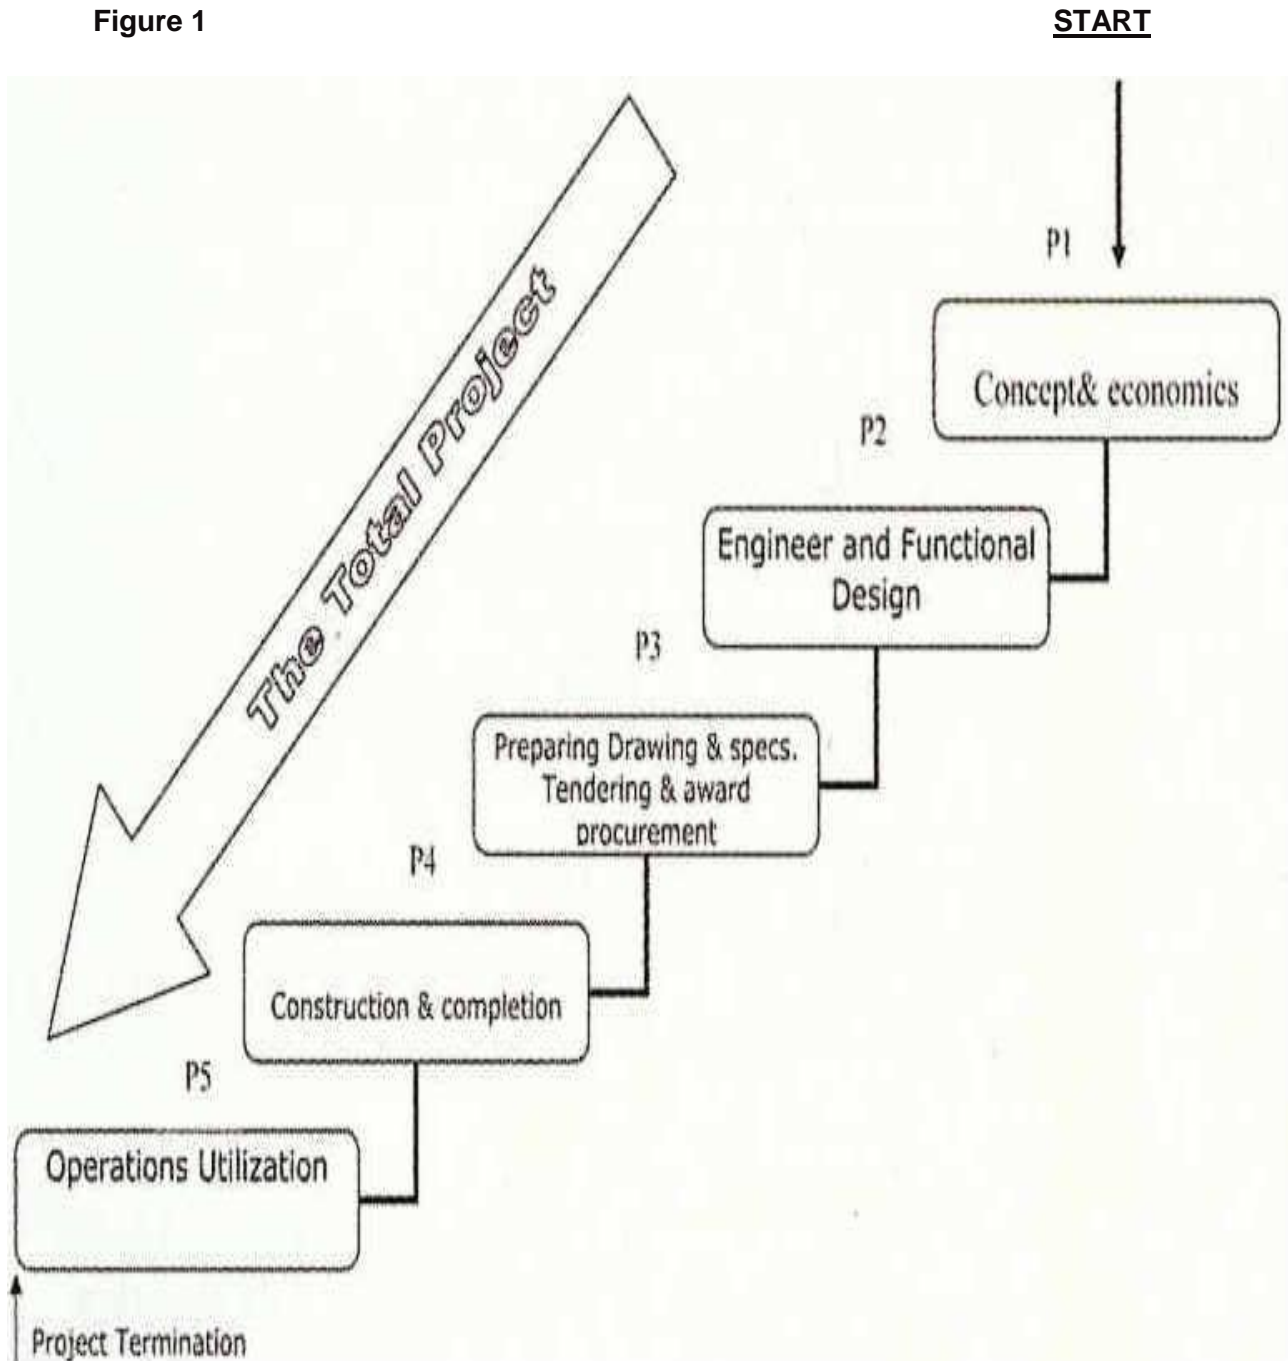 Figure 1
START
The Total Project
P1
Concept& economics
P2
Engineer and Functional
Design
P3
Preparing Drawing & specs.
Tendering & award
procurement
P4
Construction & completion
P5
Operations Utilization
Project Termination